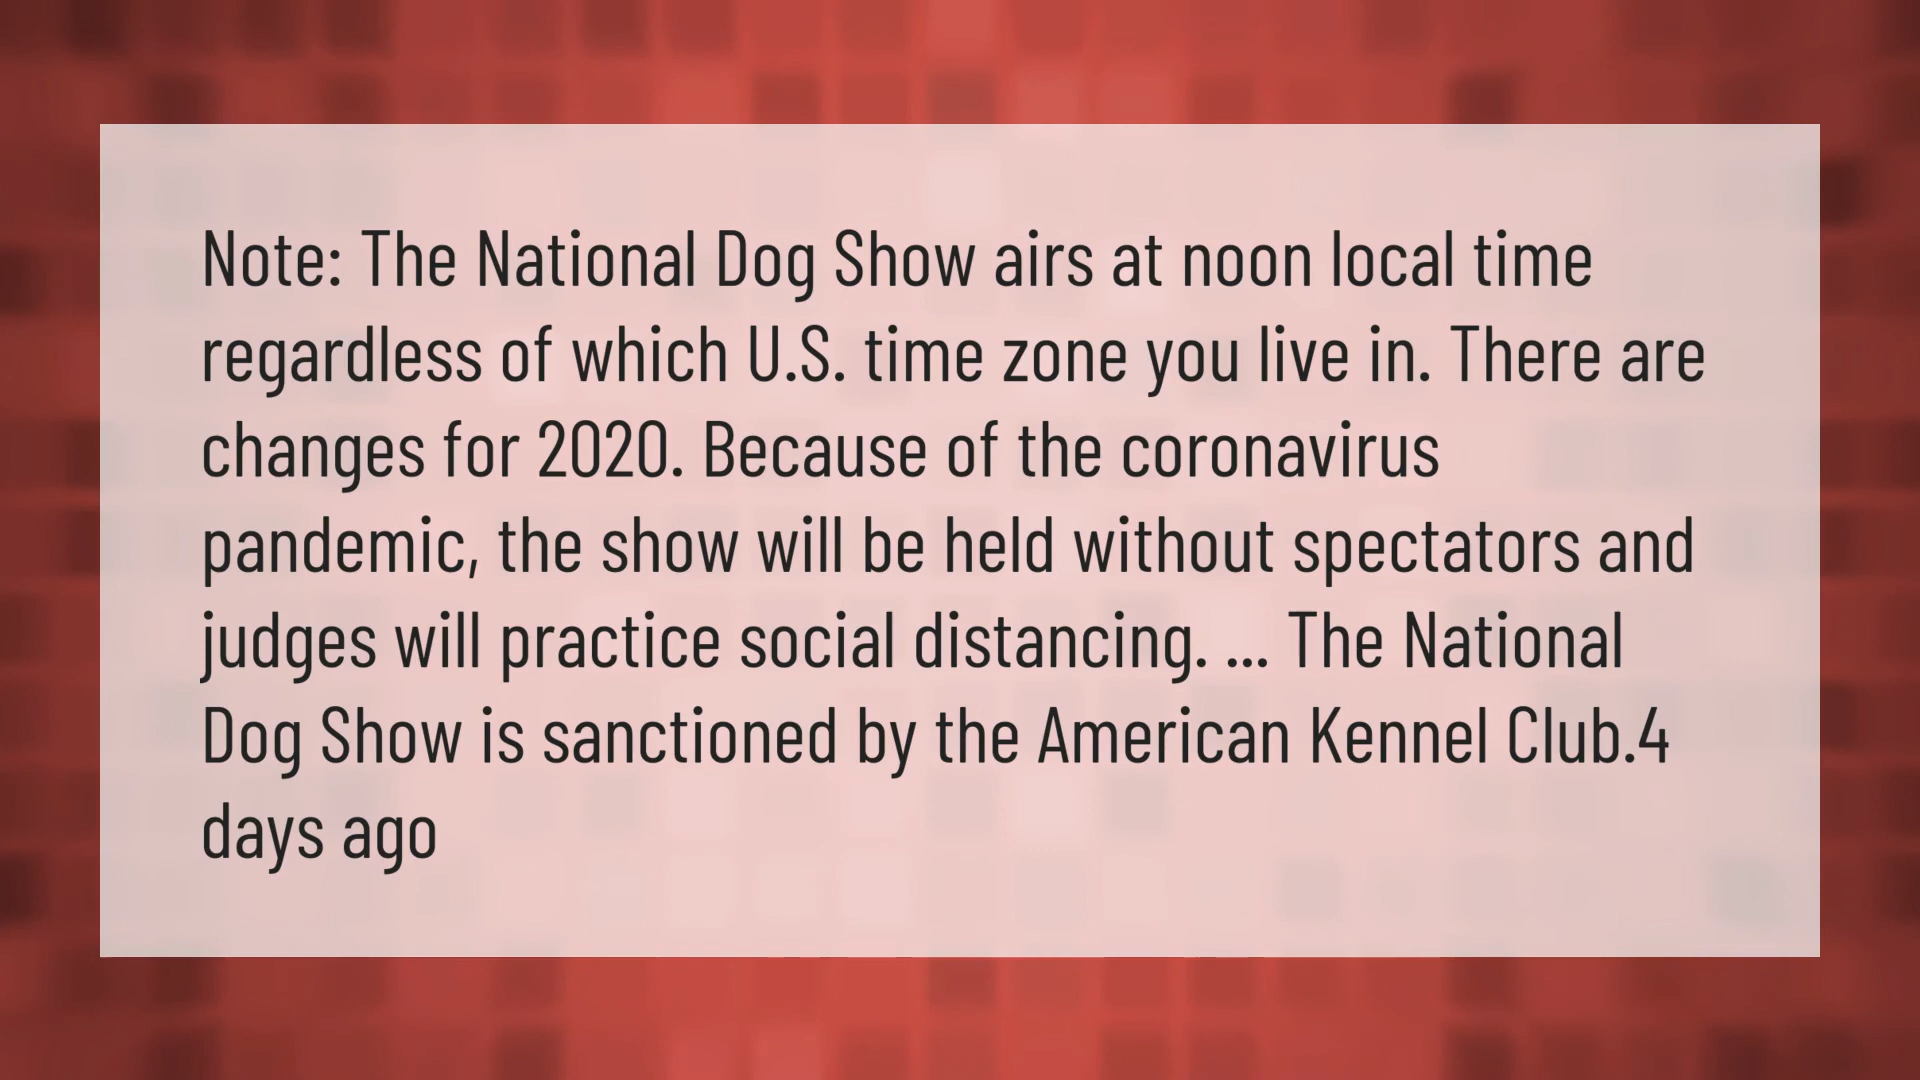 Note: The National Dog Show airs at noon local time
regardless of which U.S. time zone you live in. There are
changes for 2020. Because of the coronavirus
pandemic, the show will be held without spectators and
judges will practice social distancing. ... The National
Dog Show is sanctioned by the American Kennel Club.4
days ago